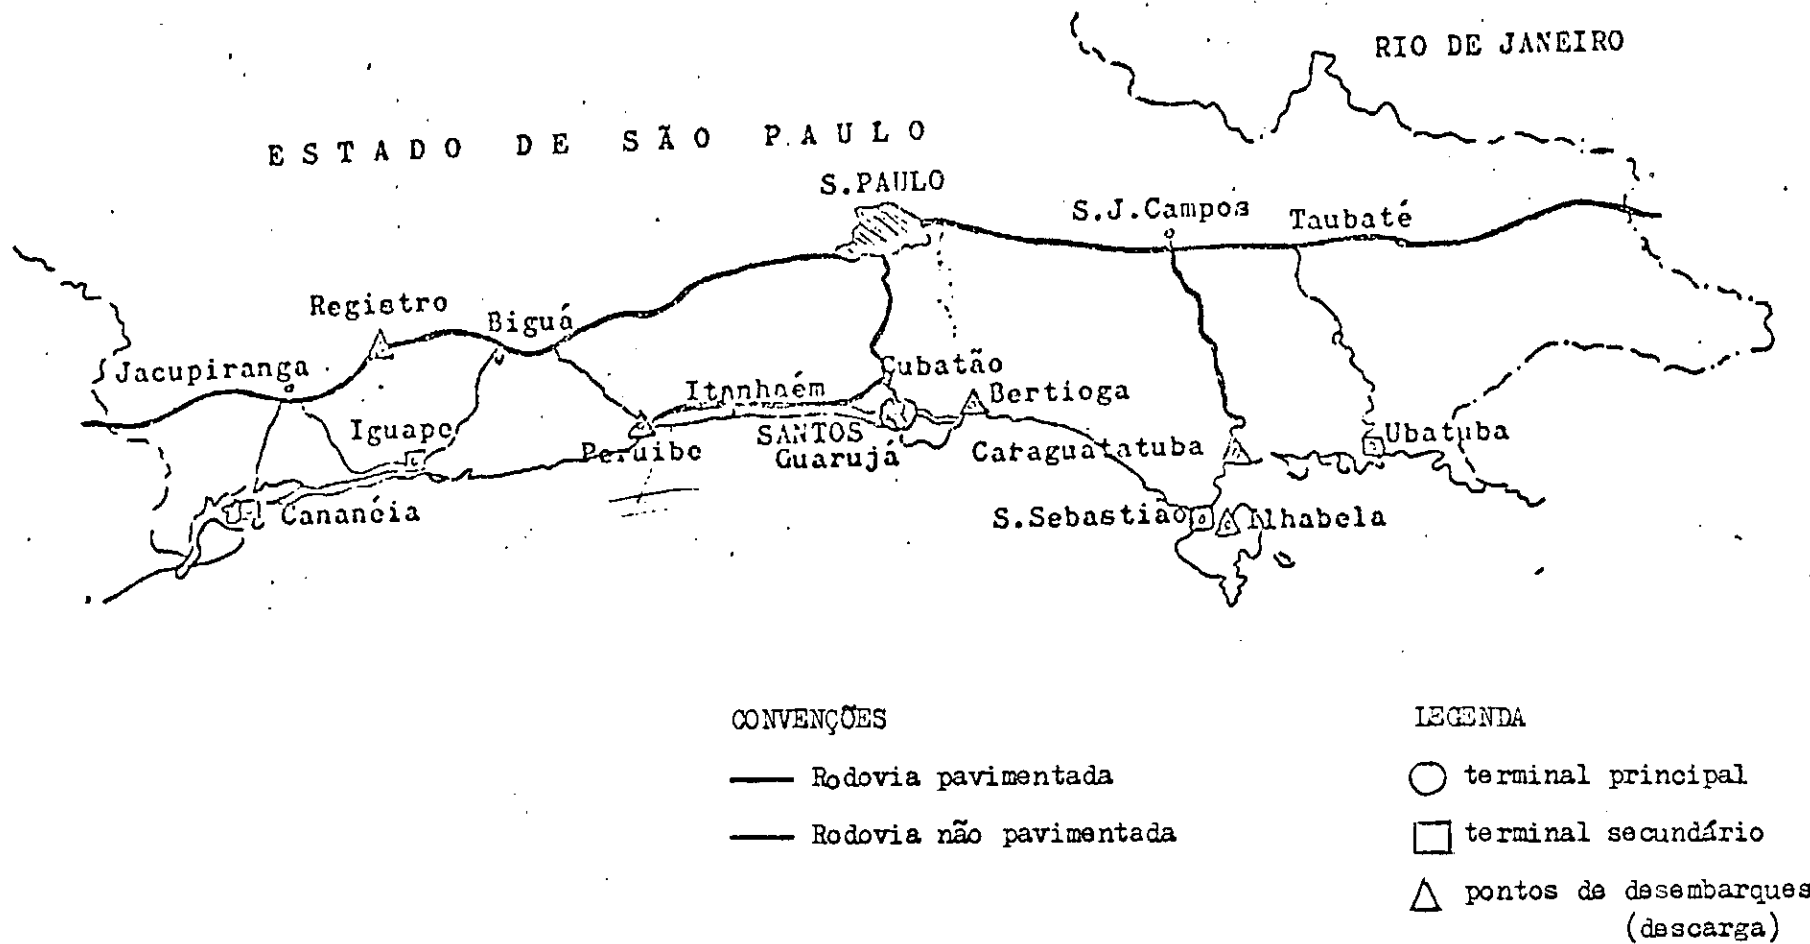 RIO DE JANEIRO
ESTADO DE SÃO PAULO
S.PAULO
S.J.Campos
Taubaté
Registro
Biguá
Jacupiranga
Cubatão
Itanhaém
Bertioga
Iguape
SANTOS
Ubatuba
Peruibe
Guarujá
Caraguatatuba
Cananéia
S.Sebastião
Ilhabela
CONVENÇÕES
Rodovia pavimentada
Rodovia não pavimentada
LEGENDA
terminal principal
terminal secundário
pontos de desembarques
(descarga)